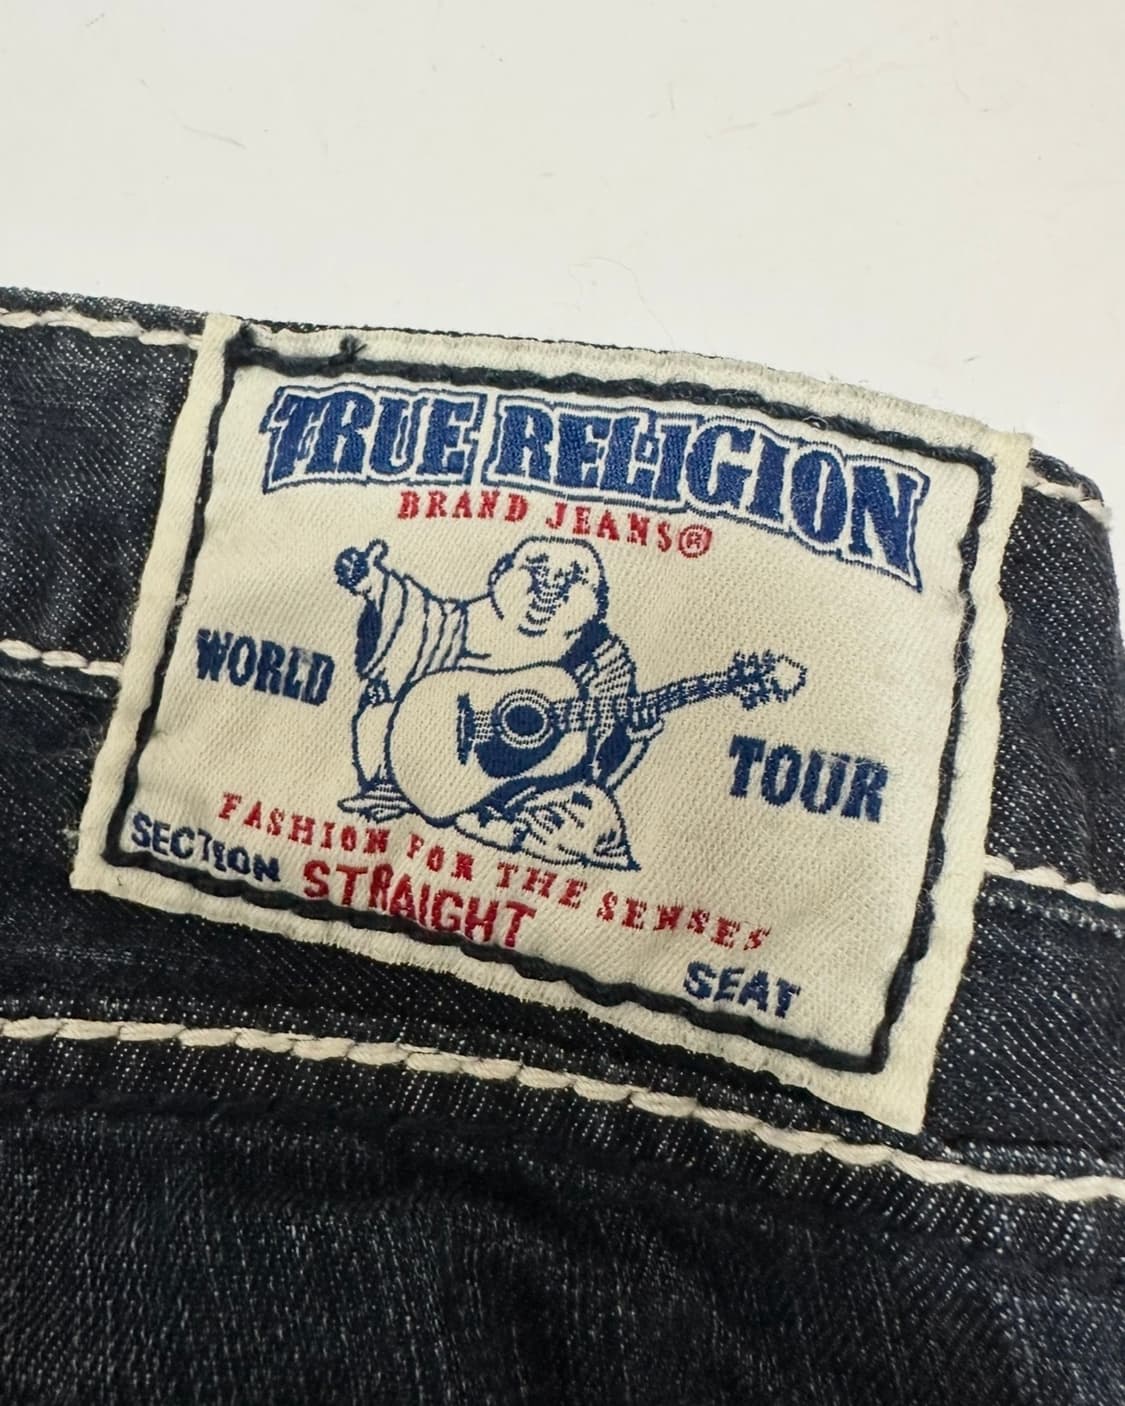 TRUE RELIGION
BRAND JEANS®
WORLD TOUR
FASHION FOR THE SENSES
SECTION STRAIGHT SEAT